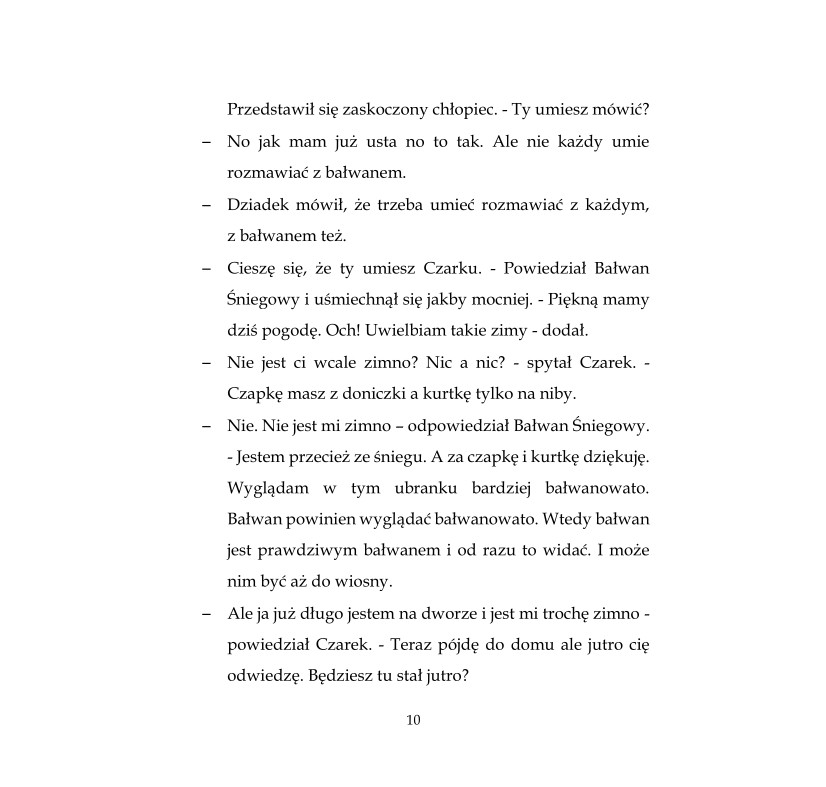 Przedstawił się zaskoczony chłopiec. - Ty umiesz mówić?
– No jak mam już usta no to tak. Ale nie każdy umie
rozmawiać z bałwanem.
– Dziadek mówił, że trzeba umieć rozmawiać z każdym,
z bałwanem też.
– Cieszę się, że ty umiesz Czarku. - Powiedział Bałwan
Śniegowy i uśmiechnął się jakby mocniej. - Piękną mamy
dziś pogodę. Och! Uwielbiam takie zimy - dodał.
– Nie jest ci wcale zimno? Nic a nic? - spytał Czarek. -
Czapkę masz z doniczki a kurtkę tylko na niby.
– Nie. Nie jest mi zimno – odpowiedział Bałwan Śniegowy.
- Jestem przecież ze śniegu. A za czapkę i kurtkę dziękuję.
Wyglądam w tym ubranku bardziej bałwanowato.
Bałwan powinien wyglądać bałwanowato. Wtedy bałwan
jest prawdziwym bałwanem i od razu to widać. I może
nim być aż do wiosny.
– Ale ja już długo jestem na dworze i jest mi trochę zimno -
powiedział Czarek. - Teraz pójdę do domu ale jutro cię
odwiedzę. Będziesz tu stał jutro?
10